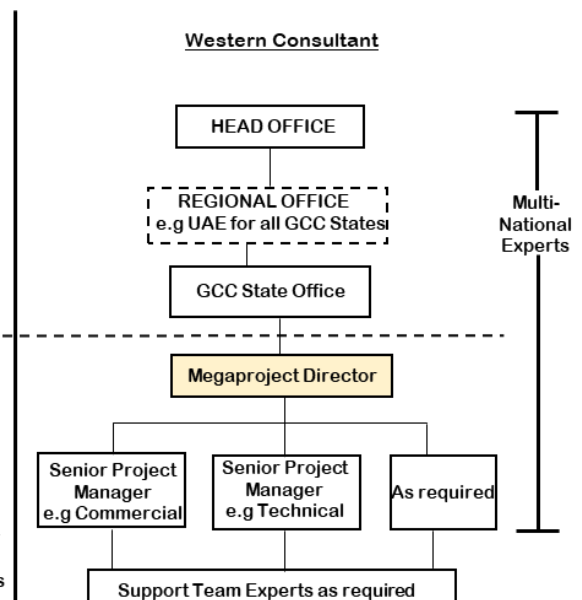 Western Consultant
HEAD OFFICE
REGIONAL OFFICE
e.g UAE for all GCC States
Multi-
National
Experts
GCC State Office
Megaproject Director
Senior Project
Manager
e.g Commercial
Senior Project
Manager
e.g Technical
As required
s
Support Team Experts as required